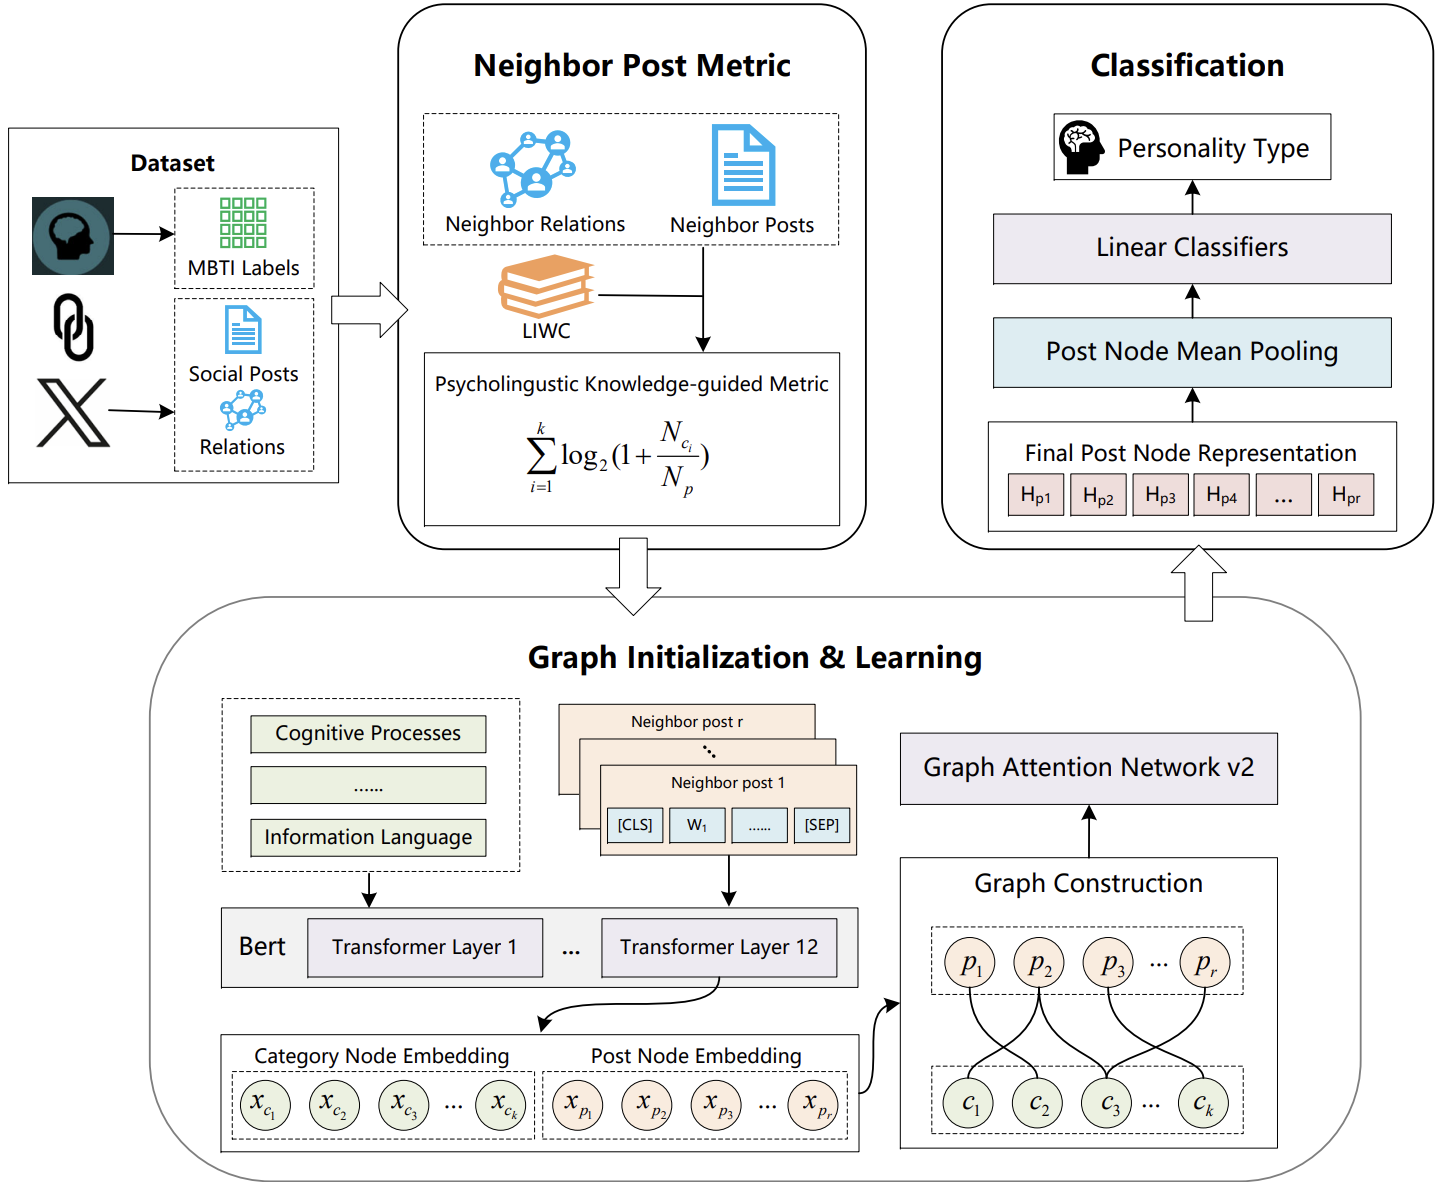 Dataset
MBTI Labels
Social Posts
Relations
Neighbor Post Metric
Neighbor Relations
Neighbor Posts
LIWC
Psycholingustic Knowledge-guided Metric
\sum_{i=1}^{k} \log_2 (1 + \frac{N_{c_i}}{N_p})
Classification
Personality Type
Linear Classifiers
Post Node Mean Pooling
Final Post Node Representation
H_{p1} H_{p2} H_{p3} H_{p4} ... H_{pr}
Graph Initialization & Learning
Cognitive Processes
......
Information Language
Neighbor post r
⋱
Neighbor post 1
[CLS] W_1 ...... [SEP]
Bert Transformer Layer 1 ... Transformer Layer 12
Category Node Embedding
x_{c_1} x_{c_2} x_{c_3} ... x_{c_k}
Post Node Embedding
x_{p_1} x_{p_2} x_{p_3} ... x_{p_r}
Graph Attention Network v2
Graph Construction
p_1 p_2 p_3 ... p_r
c_1 c_2 c_3 ... c_k